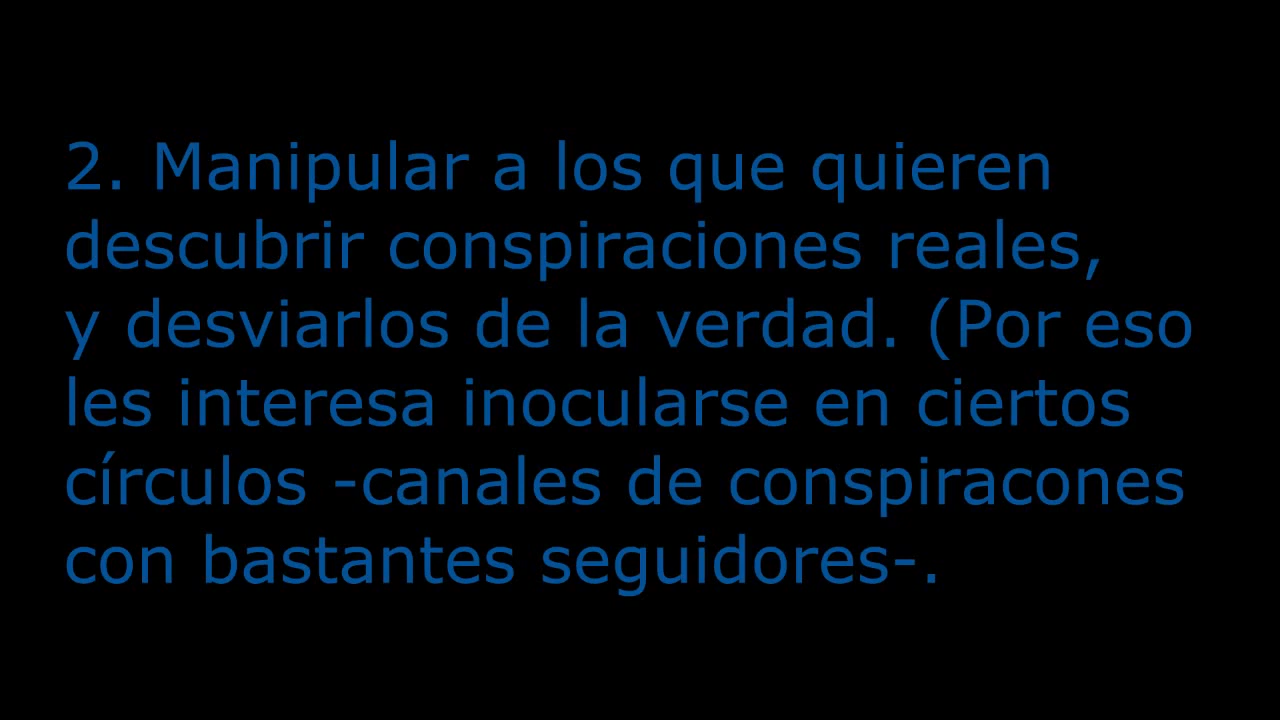 2. Manipular a los que quieren
descubrir conspiraciones reales,
y desviarlos de la verdad. (Por eso
les interesa inocularse en ciertos
círculos -canales de conspiracones
con bastantes seguidores-.